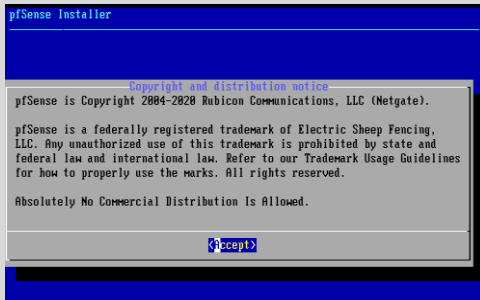 pfSense Installer
Copyright and distribution notice
pfSense is Copyright 2004-2020 Rubicon Communications, LLC (Netgate).
pfSense is a federally registered trademark of Electric Sheep Fencing,
LLC. Any unauthorized use of this trademark is prohibited by state and
federal law and international law. Refer to our Trademark Usage Guidelines
for how to properly use the marks. All rights reserved.
Absolutely No Commercial Distribution Is Allowed.
<Accept>